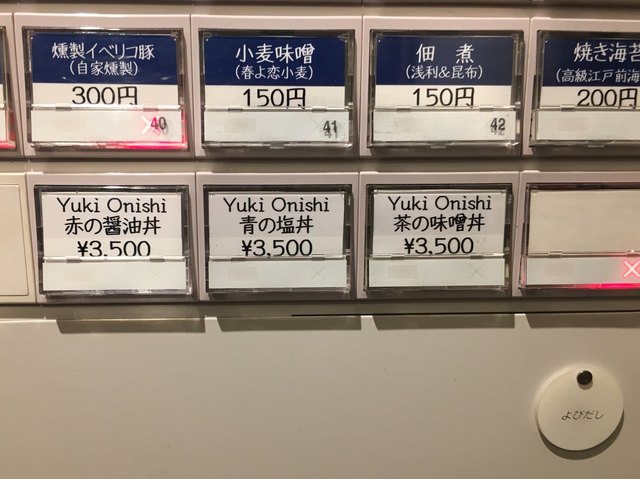 燻製イベリコ豚
(自家燻製)
300円
40
小麦味噌
(春よ恋小麦)
150円
41
佃 煮
(浅利&昆布)
150円
42
焼き海苔
(高級江戸前海
200円
Yuki Onishi
赤の醤油丼
¥3,500
Yuki Onishi
青の塩丼
¥3,500
Yuki Onishi
茶の味噌丼
¥3,500
よびだし